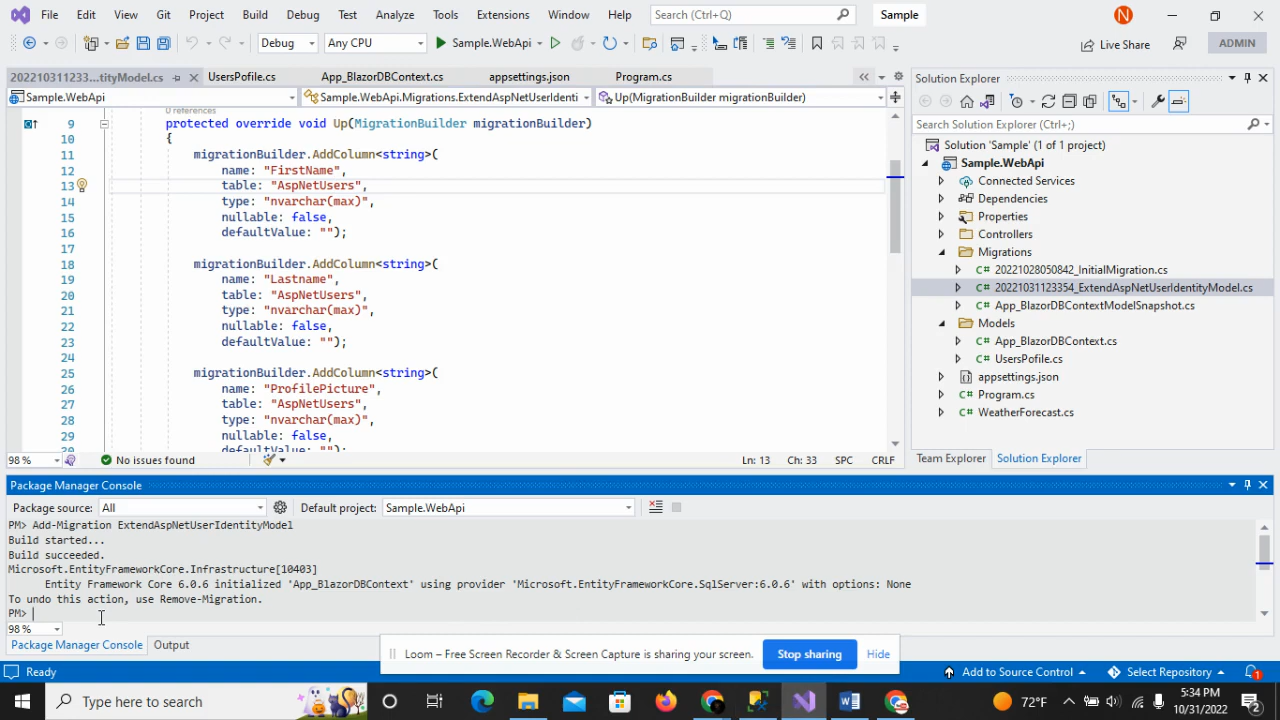 File Edit View Git Project Build Debug Test Analyze Tools Extensions Window Help Search (Ctrl+Q) Sample N
Debug Any CPU Sample.WebApi Live Share ADMIN
202210311233...tityModel.cs UsersPofile.cs App_BlazorDBContext.cs appsettings.json Program.cs
Sample.WebApi Sample.WebApi.Migrations.ExtendAspNetUserIdenti Up(MigrationBuilder migrationBuilder)
0 references
9 protected override void Up(MigrationBuilder migrationBuilder)
10 {
11 migrationBuilder.AddColumn<string>(
12 name: "FirstName",
13 table: "AspNetUsers",
14 type: "nvarchar(max)",
15 nullable: false,
16 defaultValue: "");
17
18 migrationBuilder.AddColumn<string>(
19 name: "Lastname",
20 table: "AspNetUsers",
21 type: "nvarchar(max)",
22 nullable: false,
23 defaultValue: "");
24
25 migrationBuilder.AddColumn<string>(
26 name: "ProfilePicture",
27 table: "AspNetUsers",
28 type: "nvarchar(max)",
29 nullable: false,
30 defaultValue: "");
98 % No issues found Ln: 13 Ch: 33 SPC CRLF
Solution Explorer
Search Solution Explorer (Ctrl+;)
Solution 'Sample' (1 of 1 project)
Sample.WebApi
Connected Services
Dependencies
Properties
Controllers
Migrations
C# 20221028050842_InitialMigration.cs
C# 20221031123354_ExtendAspNetUserIdentityModel.cs
C# App_BlazorDBContextModelSnapshot.cs
Models
C# App_BlazorDBContext.cs
C# UsersPofile.cs
appsettings.json
C# Program.cs
C# WeatherForecast.cs
Team Explorer Solution Explorer
Package Manager Console
Package source: All Default project: Sample.WebApi
PM> Add-Migration ExtendAspNetUserIdentityModel
Build started...
Build succeeded.
Microsoft.EntityFrameworkCore.Infrastructure[10403]
Entity Framework Core 6.0.6 initialized 'App_BlazorDBContext' using provider 'Microsoft.EntityFrameworkCore.SqlServer:6.0.6' with options: None
To undo this action, use Remove-Migration.
PM>
98 %
Package Manager Console Output
Loom – Free Screen Recorder & Screen Capture is sharing your screen. Stop sharing Hide
Ready Add to Source Control Select Repository 1
Type here to search 72°F 5:34 PM
10/31/2022 2